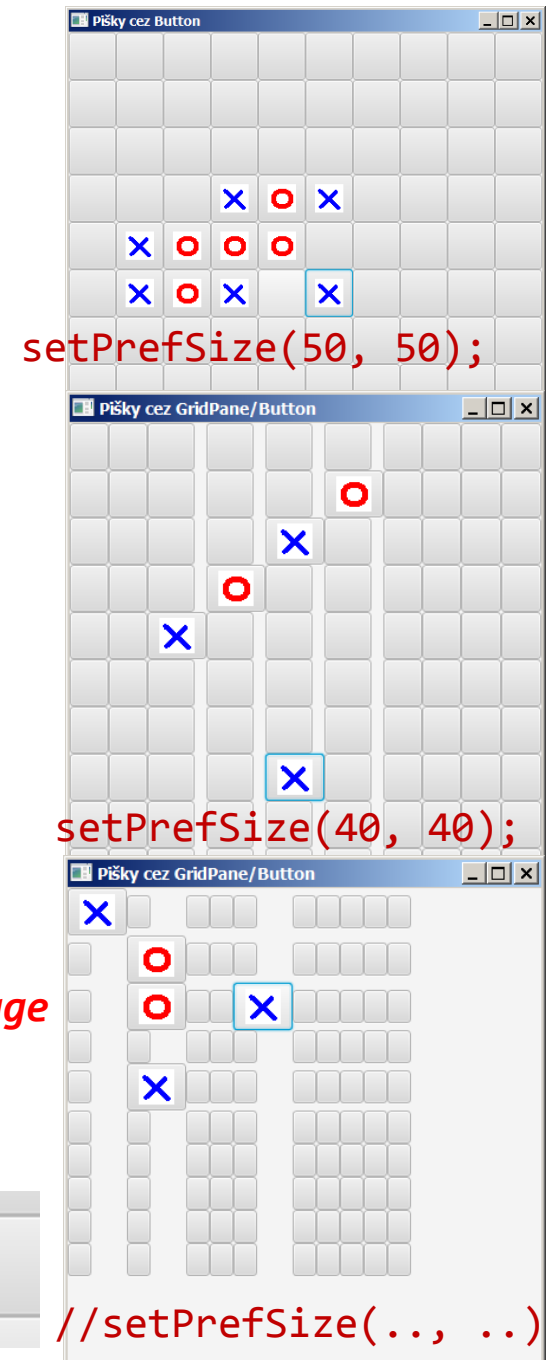 Pišky cez Button
setPrefSize(50, 50);
Pišky cez GridPane/Button
setPrefSize(40, 40);
Pišky cez GridPane/Button
//setPrefSize(.., ..)